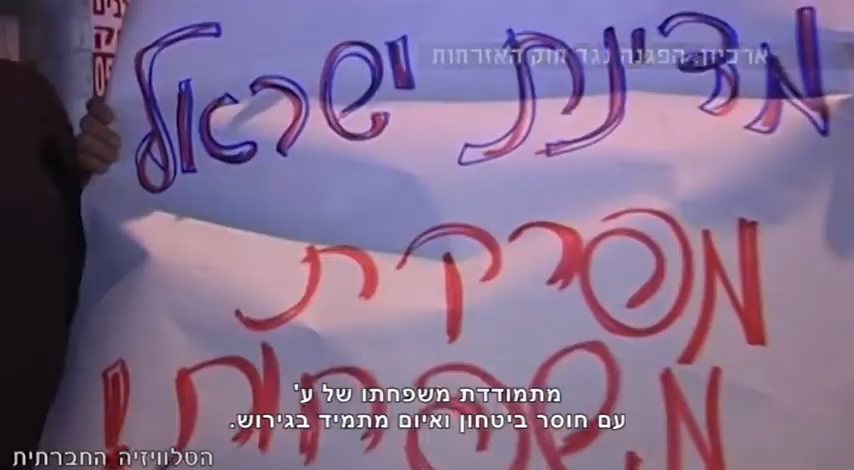 ארכיון: הפגנה נגד חוק האזרחות
מדינת ישראל
מפרקת
משפחות!
מתמודדת משפחתו של ע'
עם חוסר ביטחון ואיום מתמיד בגירוש.
הטלוויזיה החברתית